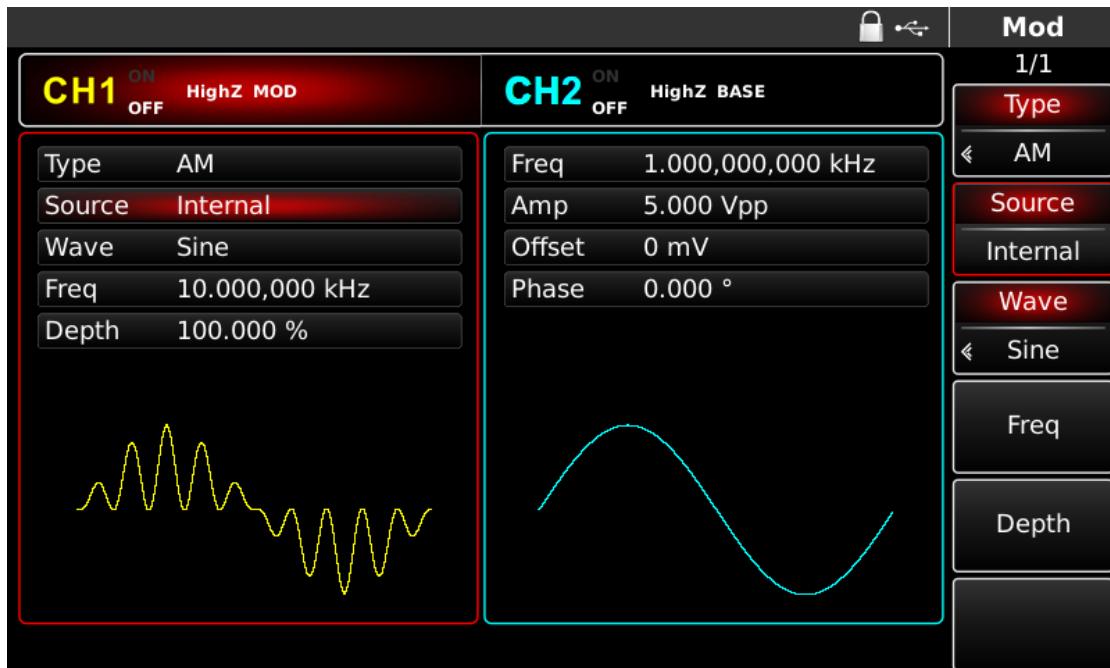 Mod
1/1
CH1 ON OFF HighZ MOD
CH2 ON OFF HighZ BASE
Type AM
Source Internal
Wave Sine
Freq 10.000,000 kHz
Depth 100.000 %
Freq 1.000,000,000 kHz
Amp 5.000 Vpp
Offset 0 mV
Phase 0.000 °
Type
AM
Source
Internal
Wave
Sine
Freq
Depth